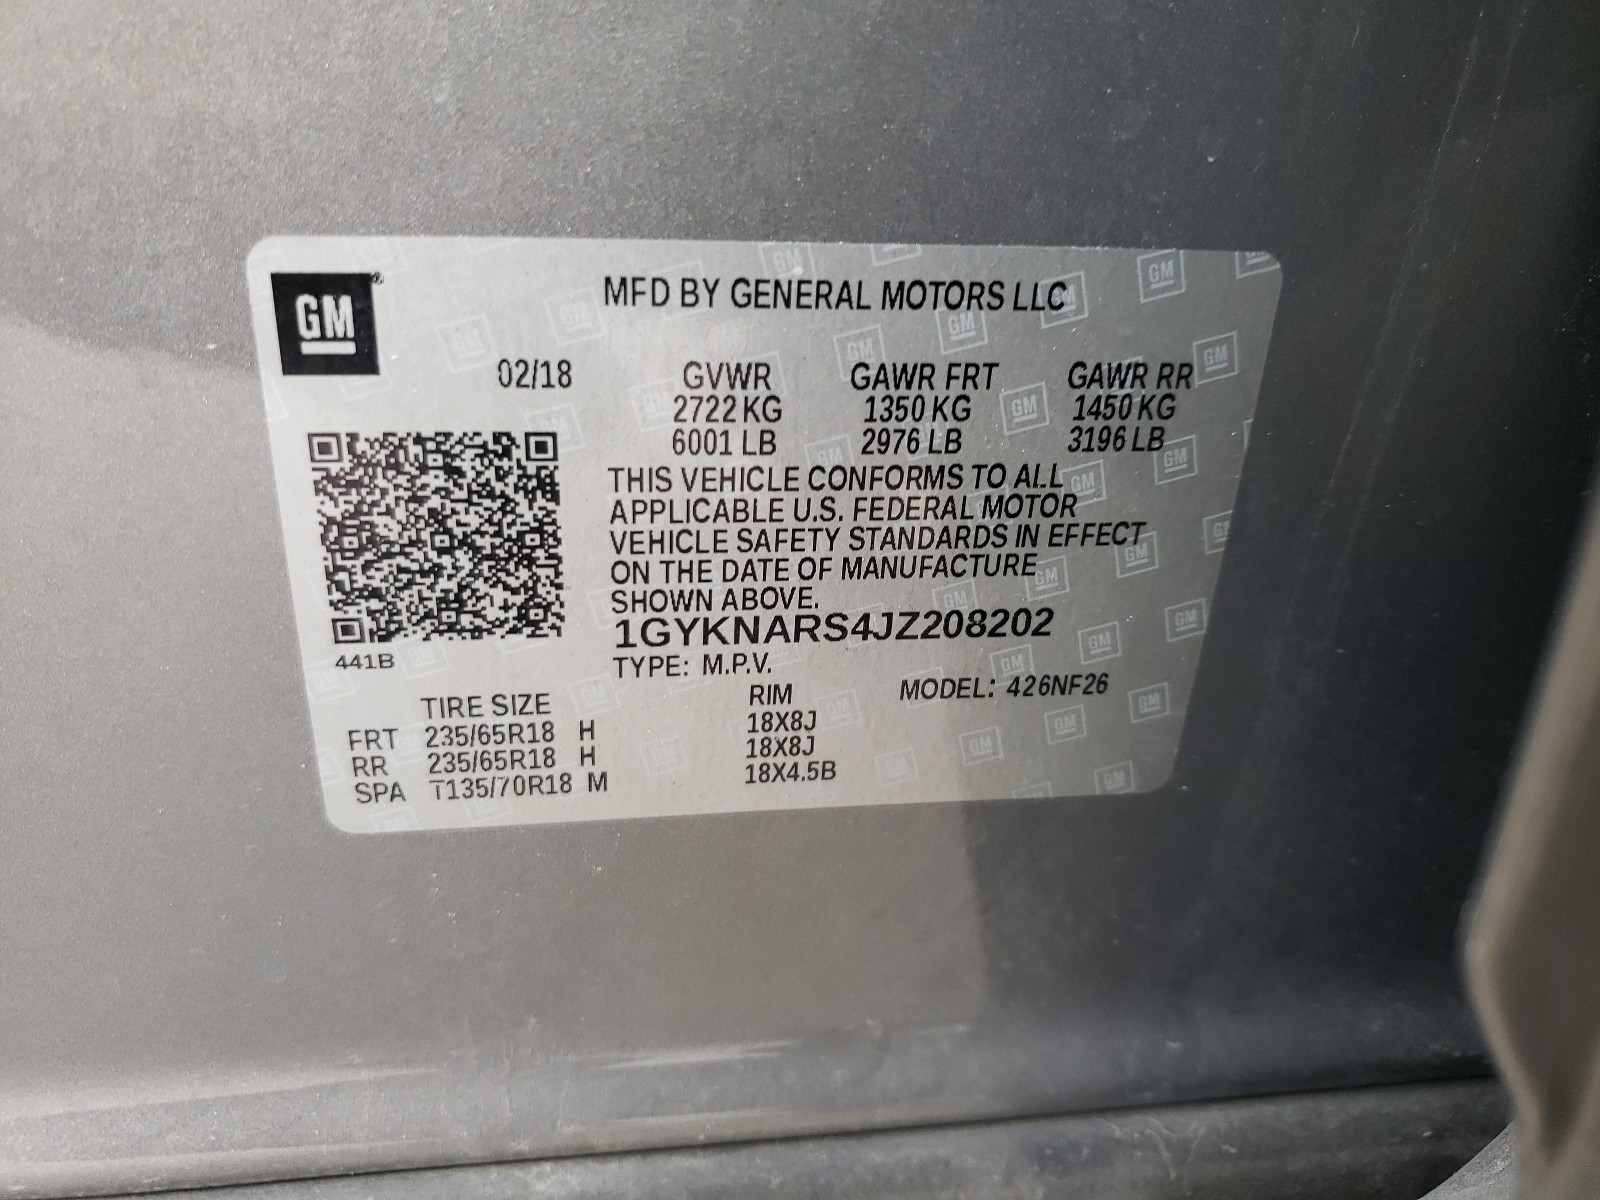 GM®
MFD BY GENERAL MOTORS LLC
02/18 GVWR GAWR FRT GAWR RR
2722 KG 1350 KG 1450 KG
6001 LB 2976 LB 3196 LB
THIS VEHICLE CONFORMS TO ALL
APPLICABLE U.S. FEDERAL MOTOR
VEHICLE SAFETY STANDARDS IN EFFECT
ON THE DATE OF MANUFACTURE
SHOWN ABOVE.
1GYKNARS4JZ208202
441B
TYPE: M.P.V.
TIRE SIZE RIM MODEL: 426NF26
FRT 235/65R18 H 18X8J
RR 235/65R18 H 18X8J
SPA T135/70R18 M 18X4.5B